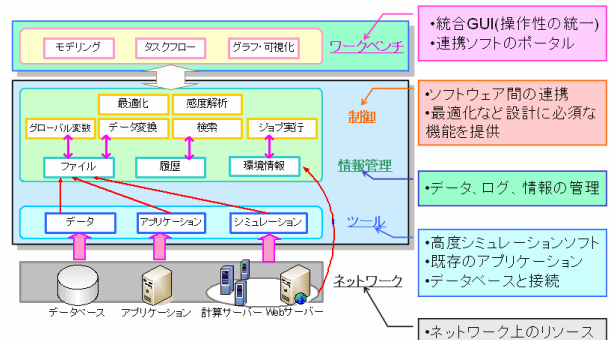 モデリング
タスクフロー
グラフ・可視化
ワークベンチ
・統合GUI(操作性の統一)
・連携ソフトのポータル
最適化
感度解析
グローバル変数
データ変換
検索
ジョブ実行
制御
・ソフトウェア間の連携
・最適化など設計に必須な
機能を提供
ファイル
履歴
環境情報
情報管理
・データ、ログ、情報の管理
データ
アプリケーション
シミュレーション
ツール
・高度シミュレーションソフト
・既存のアプリケーション
・データベースと接続
ネットワーク
データベース
アプリケーション
計算サーバー
Webサーバー
・ネットワーク上のリソース